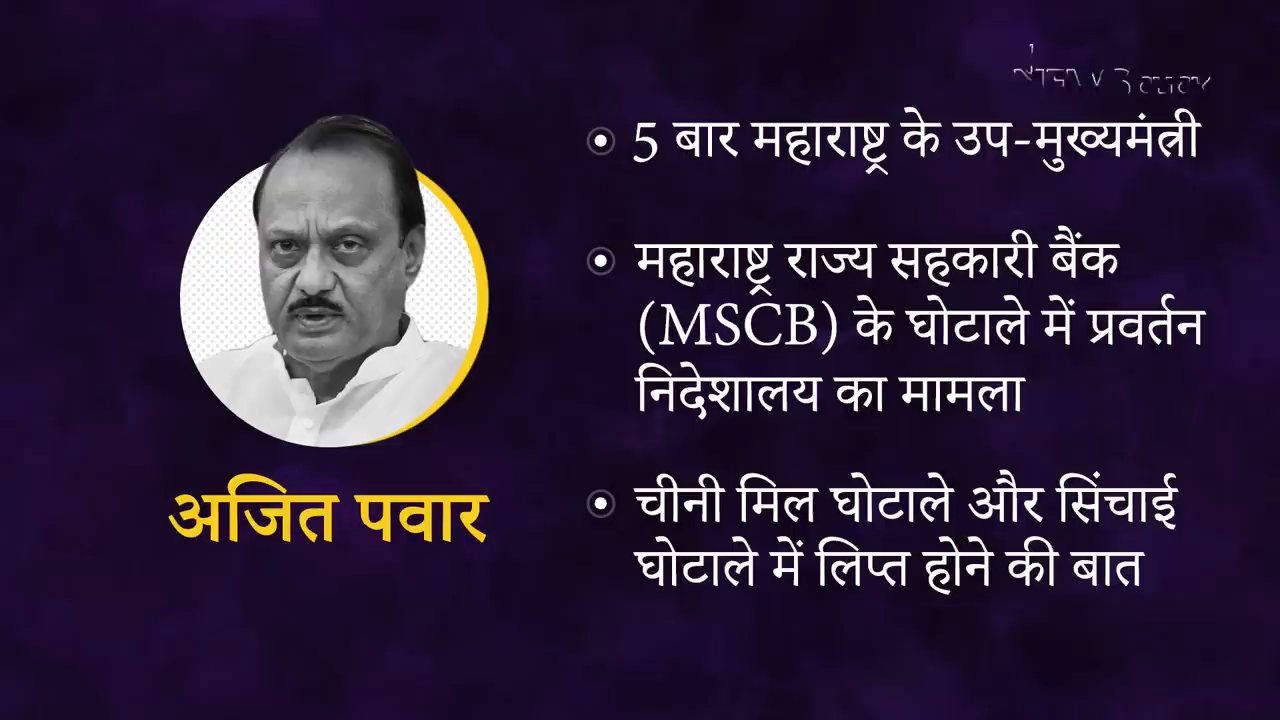 5 बार महाराष्ट्र के उप-मुख्यमंत्री
महाराष्ट्र राज्य सहकारी बैंक
(MSCB) के घोटाले में प्रवर्तन
निदेशालय का मामला
चीनी मिल घोटाले और सिंचाई
घोटाले में लिप्त होने की बात
अजित पवार